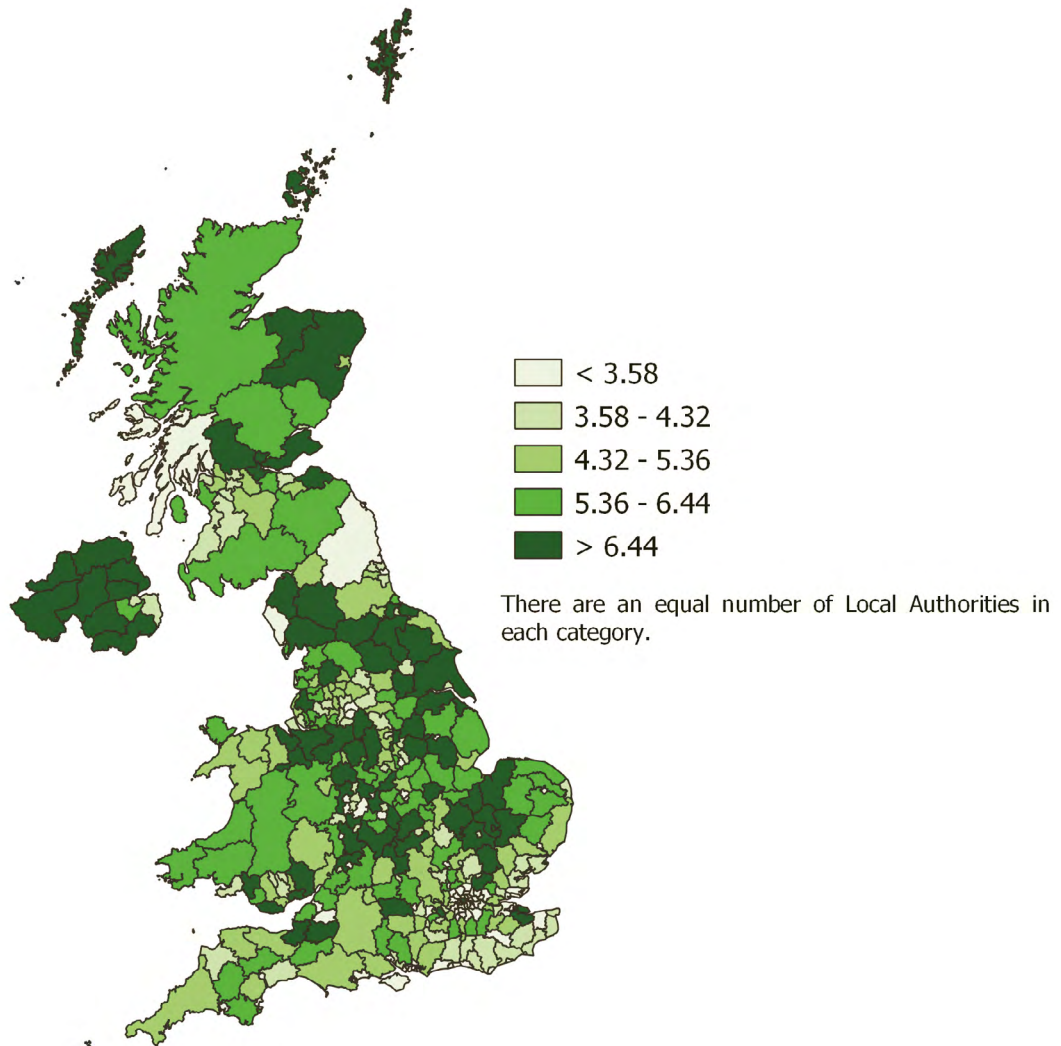 < 3.58
3.58 - 4.32
4.32 - 5.36
5.36 - 6.44
> 6.44
There are an equal number of Local Authorities in
each category.